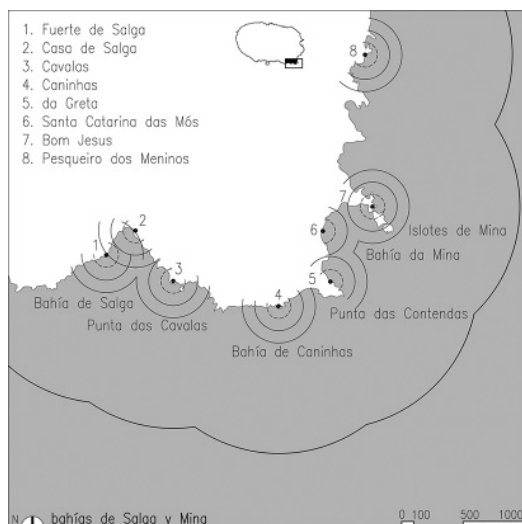 1. Fuerte de Salga
2. Casa de Salga
3. Cavalas
4. Caninhas
5. da Greta
6. Santa Catarina das Mós
7. Bom Jesus
8. Pesqueiro dos Meninos
8
7
2
6
Islotes de Mina
1
Bahía da Mina
3
5
4
Bahía de Salga
Punta das Contendas
Punta das Cavalas
Bahía de Caninhas
N
bahías de Salga y Mina
0 100 500 1000